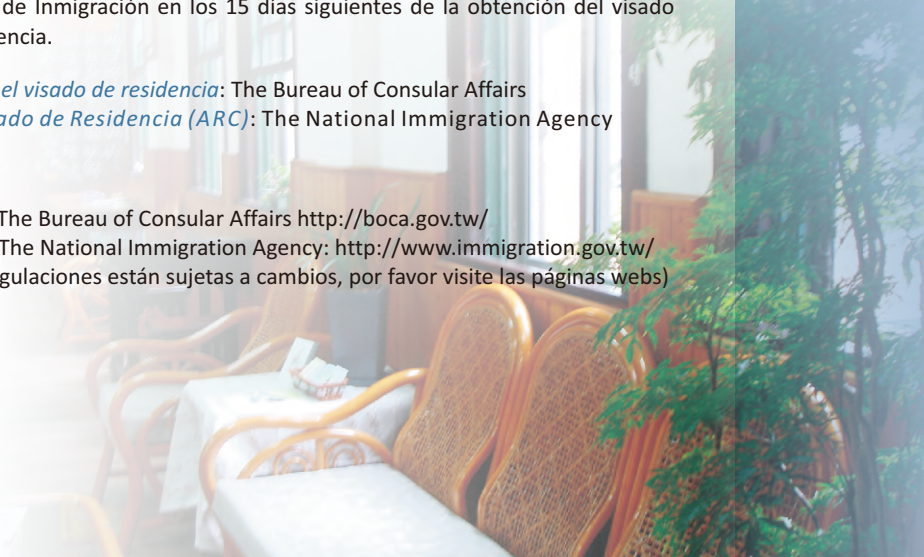 de Inmigración en los 15 días siguientes de la obtención del visado
encia.
el visado de residencia: The Bureau of Consular Affairs
ado de Residencia (ARC): The National Immigration Agency
The Bureau of Consular Affairs http://boca.gov.tw/
The National Immigration Agency: http://www.immigration.gov.tw/
gulaciones están sujetas a cambios, por favor visite las páginas webs)